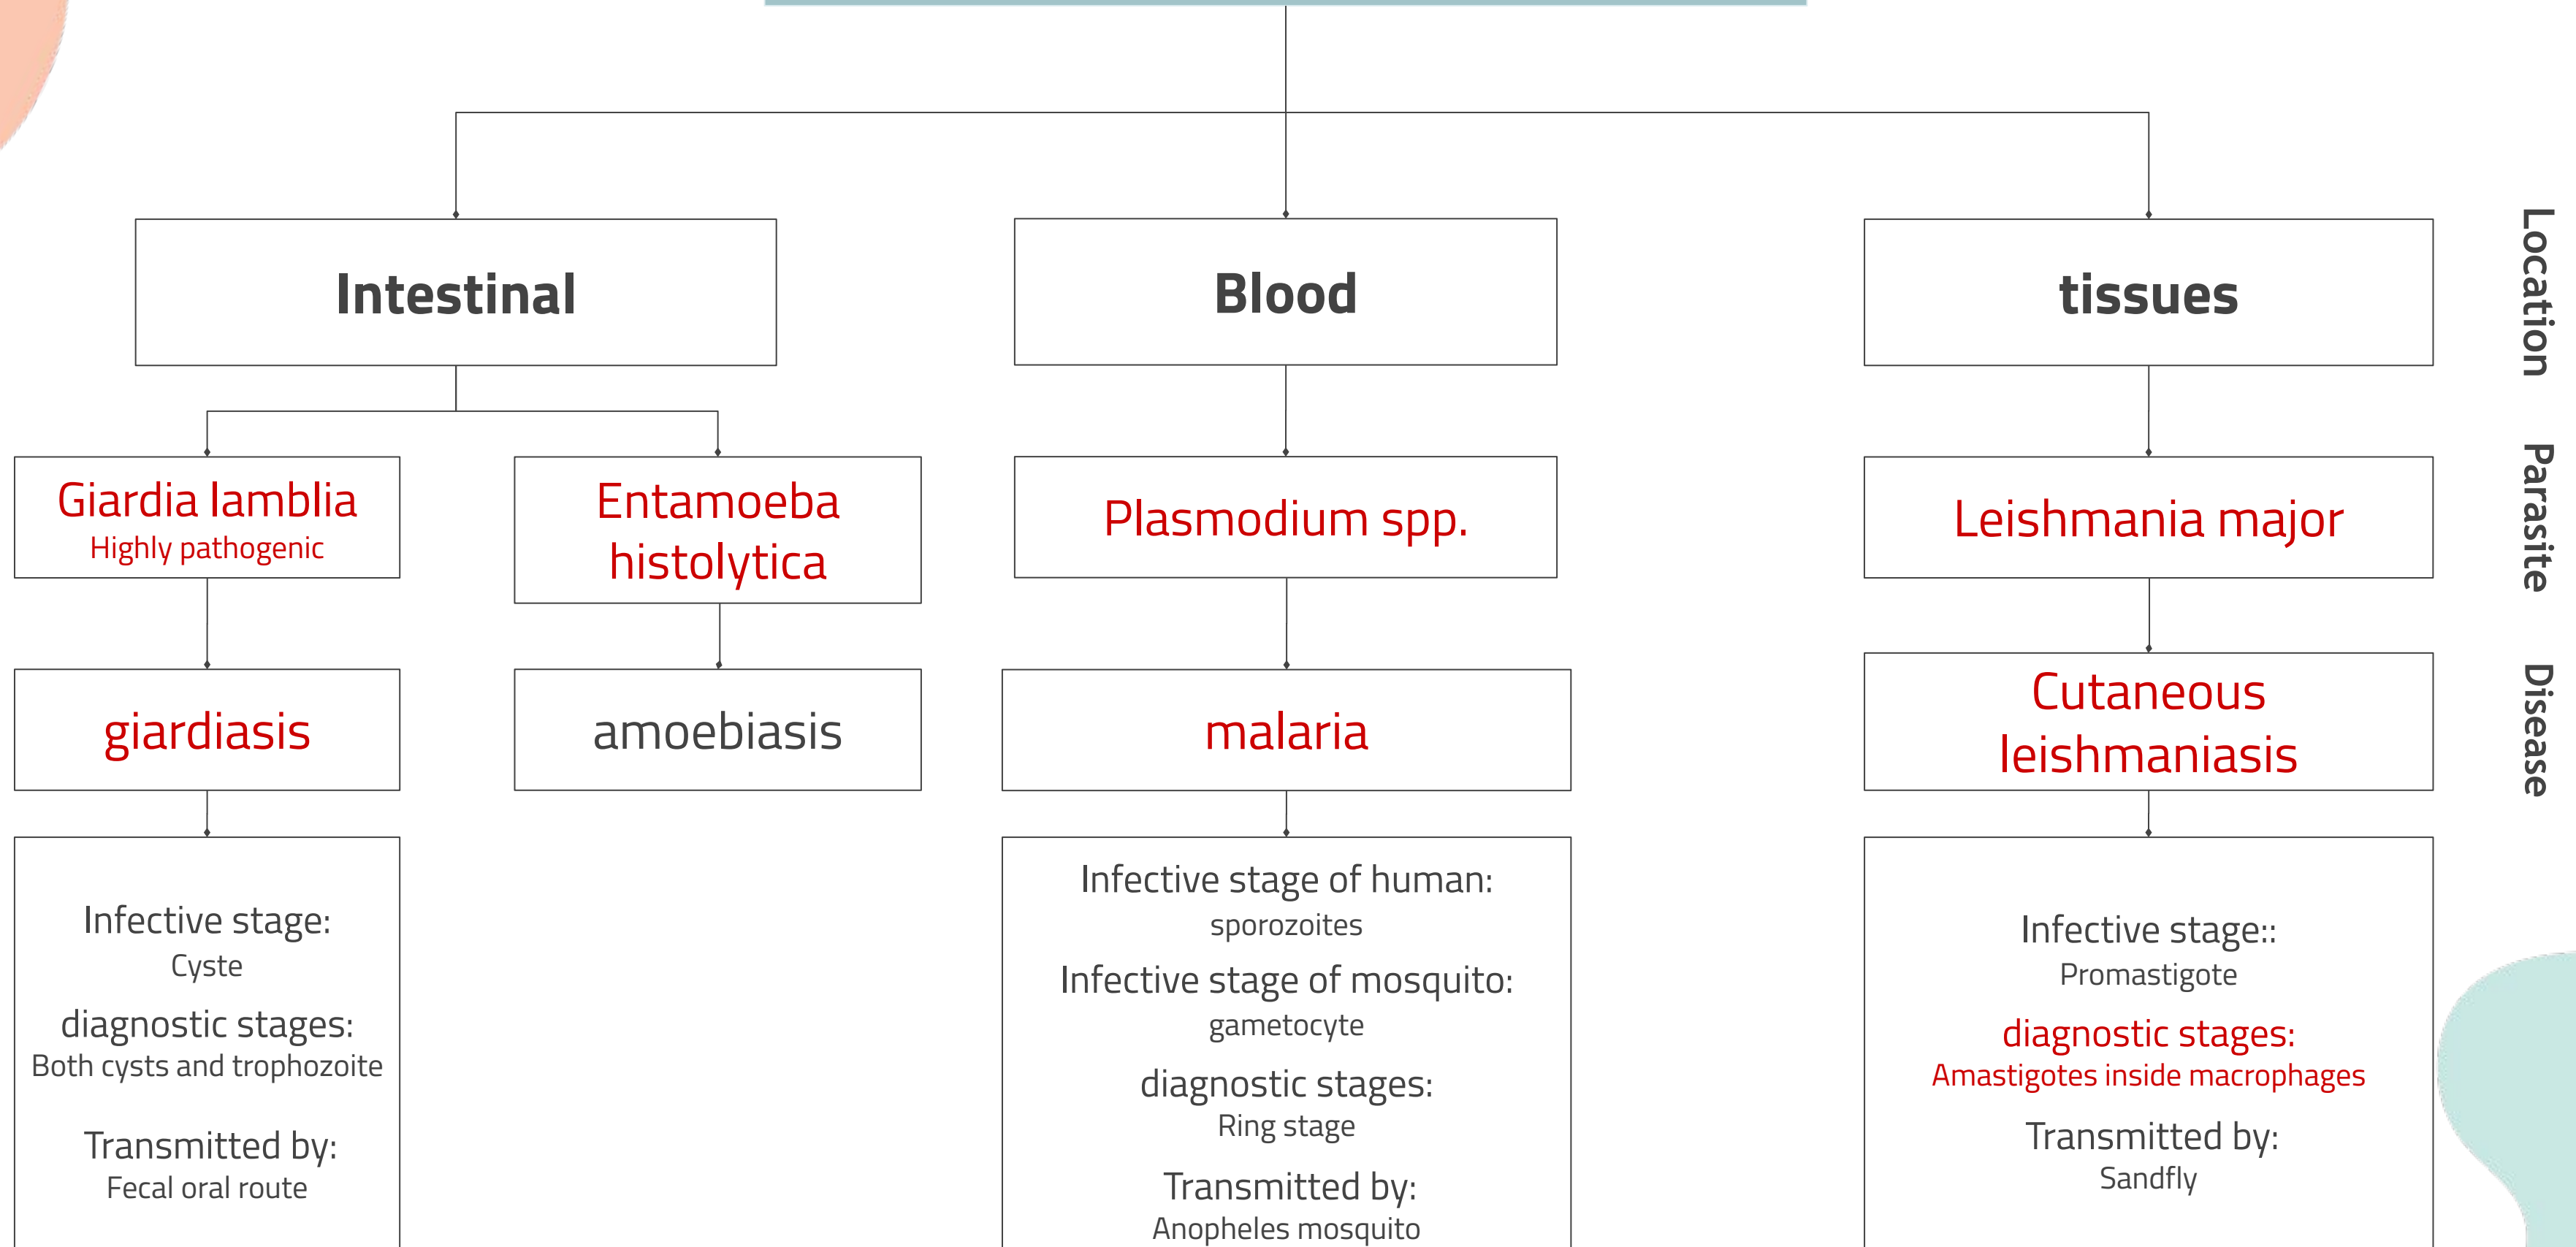 Intestinal
Blood
tissues
Location
Giardia lamblia
Highly pathogenic
Entamoeba
histolytica
Plasmodium spp.
Leishmania major
Parasite
giardiasis
amoebiasis
malaria
Cutaneous
leishmaniasis
Disease
Infective stage:
Cyste
diagnostic stages:
Both cysts and trophozoite
Transmitted by:
Fecal oral route
Infective stage of human:
sporozoites
Infective stage of mosquito:
gametocyte
diagnostic stages:
Ring stage
Transmitted by:
Anopheles mosquito
Infective stage::
Promastigote
diagnostic stages:
Amastigotes inside macrophages
Transmitted by:
Sandfly